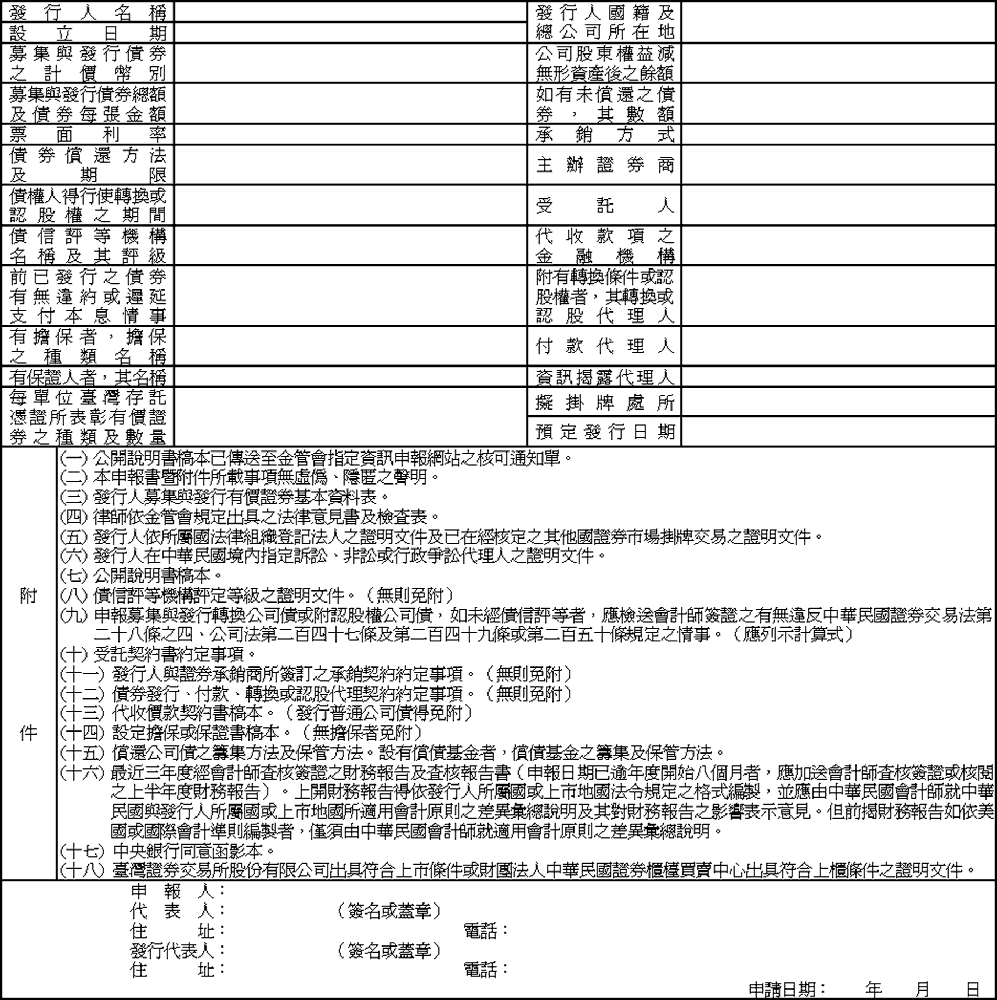 發行人名稱
發行人國籍及
總公司所在地
設立日期
募集與發行債券
之計價幣別
公司股東權益減
無形資產後之餘額
募集與發行債券總額
及債券每張金額
如有未償還之債
券，其數額
票面利率
承銷方式
債券償還方法
及期限
主辦證券商
債權人得行使轉換或
認股權之期間
受託人
債信評等機構
名稱及其評級
代收款項之
金融機構
前已發行之債券
有無違約或遲延
支付本息情事
附有轉換條件或認
股權者，其轉換或
認股代理人
有擔保者，擔保
之種類名稱
付款代理人
有保證人者，其名稱
資訊揭露代理人
每單位臺灣存託
憑證所表彰有價證
券之種類及數量
擬掛牌處所
預定發行日期
附件
(一) 公開說明書稿本已傳送至金管會指定資訊申報網站之核可通知單。
(二) 本申報書暨附件所載事項無虛偽、隱匿之聲明。
(三) 發行人募集與發行有價證券基本資料表。
(四) 律師依金管會規定出具之法律意見書及檢查表。
(五) 發行人依所屬國法律組織登記法人之證明文件及已在經核定之其他國證券市場掛牌交易之證明文件。
(六) 發行人在中華民國境內指定訴訟、非訟或行政爭訟代理人之證明文件。
(七) 公開說明書稿本。
(八) 債信評等機構評定等級之證明文件。（無則免附）
(九) 申報募集與發行轉換公司債或附認股權公司債，如未經債信評等者，應檢送會計師簽證之有無違反中華民國證券交易法第
二十八條之四、公司法第二百四十七條及第二百四十九條或第二百五十條規定之情事。（應列示計算式）
(十) 受託契約書約定事項。
(十一) 發行人與證券承銷商所簽訂之承銷契約約定事項。（無則免附）
(十二) 債券發行、付款、轉換或認股代理契約約定事項。（無則免附）
(十三) 代收價款契約書稿本。（發行普通公司債得免附）
(十四) 設定擔保或保證書稿本。（無擔保者免附）
(十五) 償還公司債之籌集方法及保管方法。設有償債基金者，償債基金之籌集及保管方法。
(十六) 最近三年度經會計師查核簽證之財務報告及查核報告書（申報日期已逾年度開始八個月者，應加送會計師查核簽證或核閱
之上半年度財務報告）。上開財務報告得依發行人所屬國或上市地國法令規定之格式編製，並應由中華民國會計師就中華
民國與發行人所屬國或上市地國所適用會計原則之差異彙總說明及其對財務報告之影響表示意見。但前揭財務報告如依美
國或國際會計準則編製者，僅須由中華民國會計師就適用會計原則之差異彙總說明。
(十七) 中央銀行同意函影本。
(十八) 臺灣證券交易所股份有限公司出具符合上市條件或財團法人中華民國證券櫃檯買賣中心出具符合上櫃條件之證明文件。
申報人：
代表人： （簽名或蓋章）
住址： 電話：
發行代表人： （簽名或蓋章）
住址： 電話：
申請日期： 年 月 日